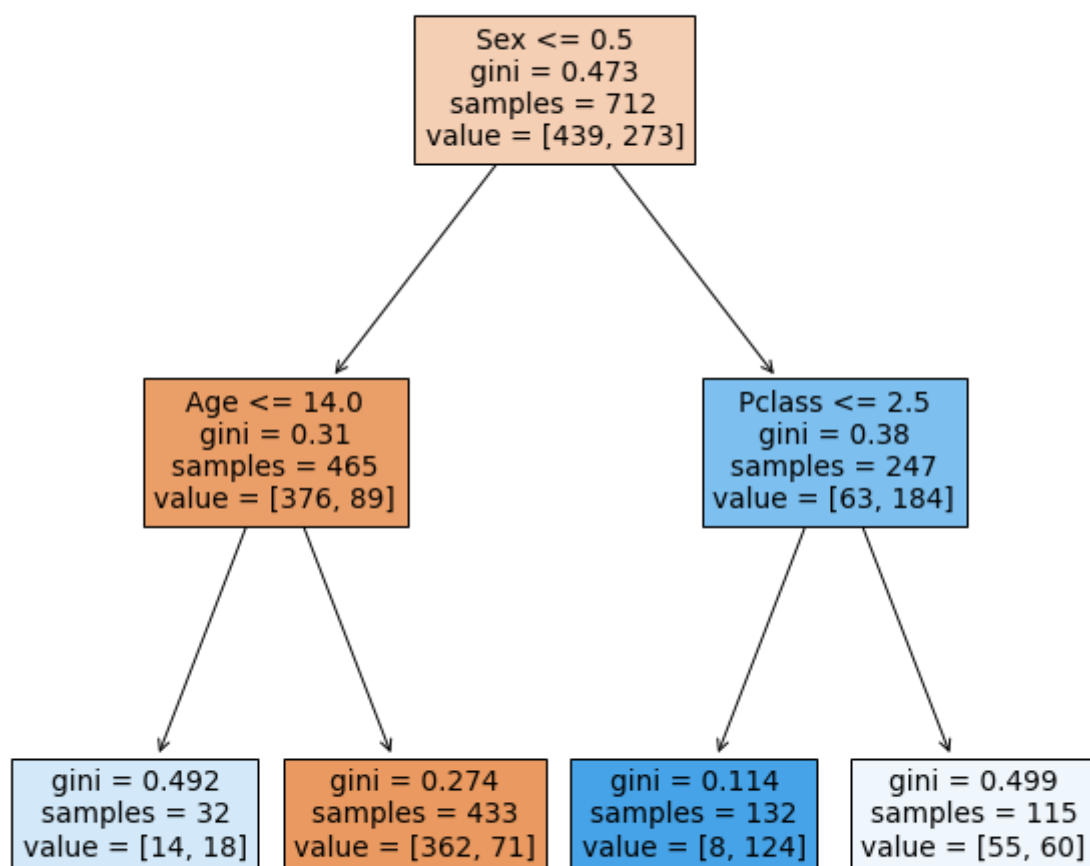 Sex <= 0.5
gini = 0.473
samples = 712
value = [439, 273]
Age <= 14.0
gini = 0.31
samples = 465
value = [376, 89]
Pclass <= 2.5
gini = 0.38
samples = 247
value = [63, 184]
gini = 0.492
samples = 32
value = [14, 18]
gini = 0.274
samples = 433
value = [362, 71]
gini = 0.114
samples = 132
value = [8, 124]
gini = 0.499
samples = 115
value = [55, 60]